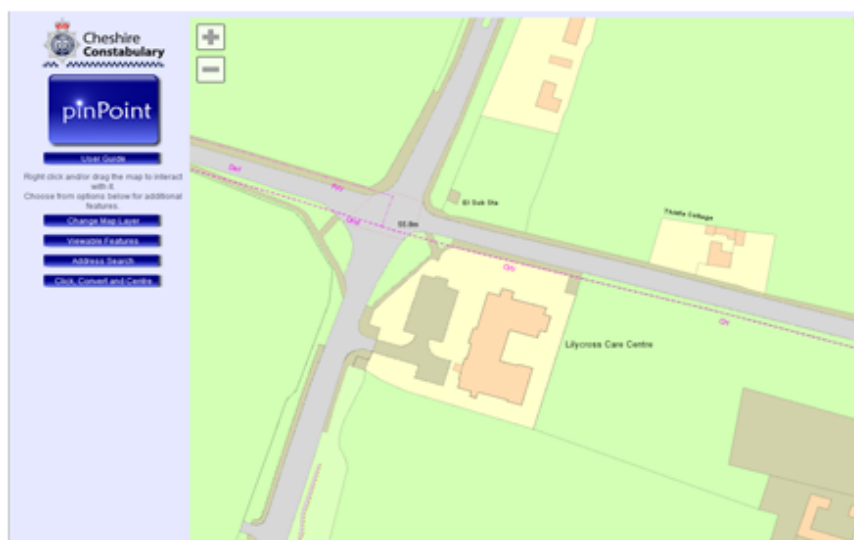 Cheshire
Constabulary
pinPoint
User Guide
Right click and/or drag the map to interact
with it.
Choose from options below for additional
features.
Change Map Layer
Viewable Features
Address Search
Click, Convert and Centre
+
−
El Sub Sta
Thistle Cottage
Lilycross Care Centre